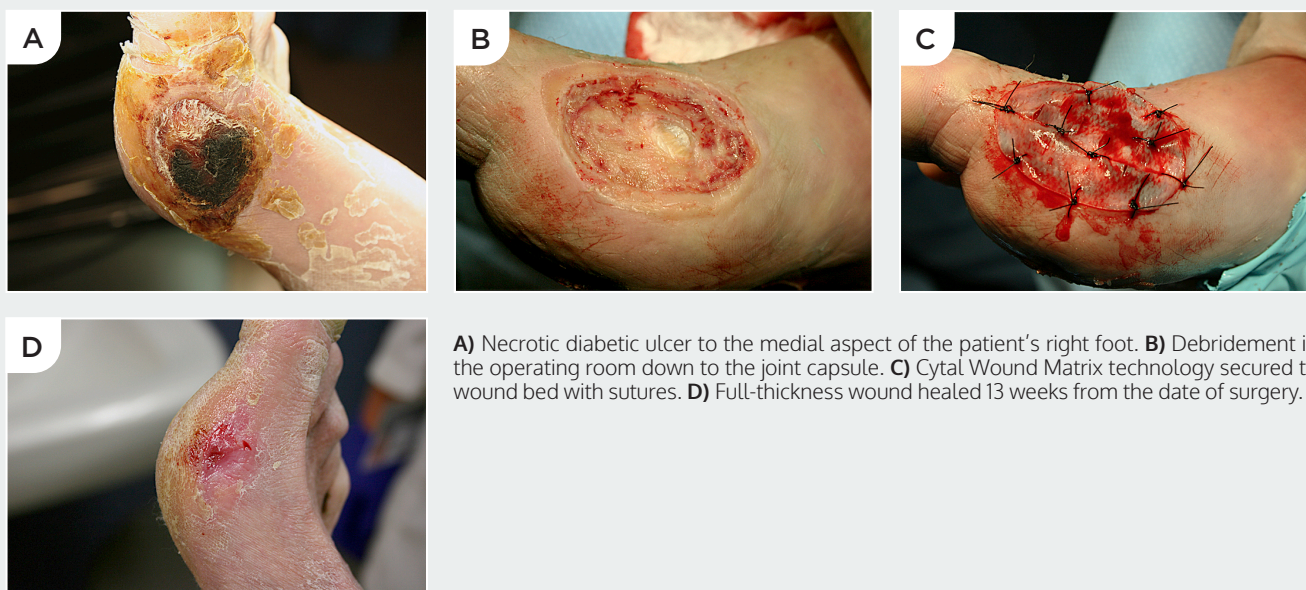 A
B
C
D
A) Necrotic diabetic ulcer to the medial aspect of the patient's right foot. B) Debridement i
the operating room down to the joint capsule. C) Cytal Wound Matrix technology secured t
wound bed with sutures. D) Full-thickness wound healed 13 weeks from the date of surgery.